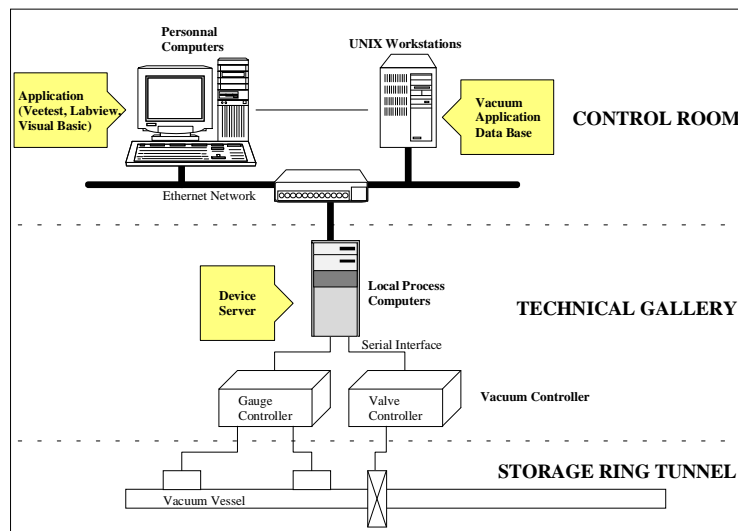 Personnal
Computers
UNIX Workstations
Application
(Veetest, Labview,
Visual Basic)
Vacuum
Application
Data Base
CONTROL ROOM
Ethernet Network
Device
Server
Local Process
Computers
TECHNICAL GALLERY
Serial Interface
Gauge
Controller
Valve
Controller
Vacuum Controller
STORAGE RING TUNNEL
Vacuum Vessel